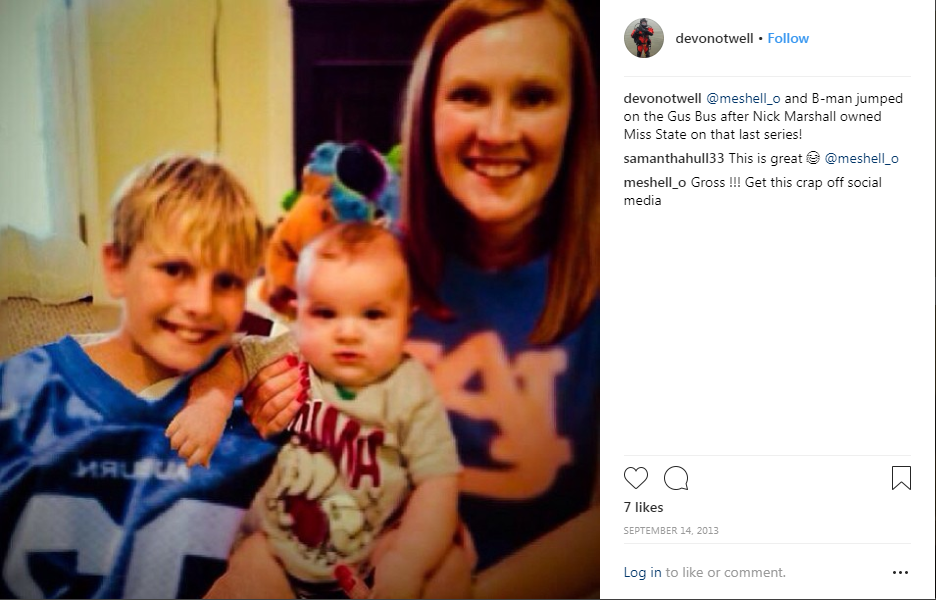 AUBURN
AU
devonotwell • Follow
devonotwell @meshell_o and B-man jumped
on the Gus Bus after Nick Marshall owned
Miss State on that last series!
samanthahull33 This is great 😂 @meshell_o
meshell_o Gross !!! Get this crap off social
media
7 likes
SEPTEMBER 14, 2013
Log in to like or comment.